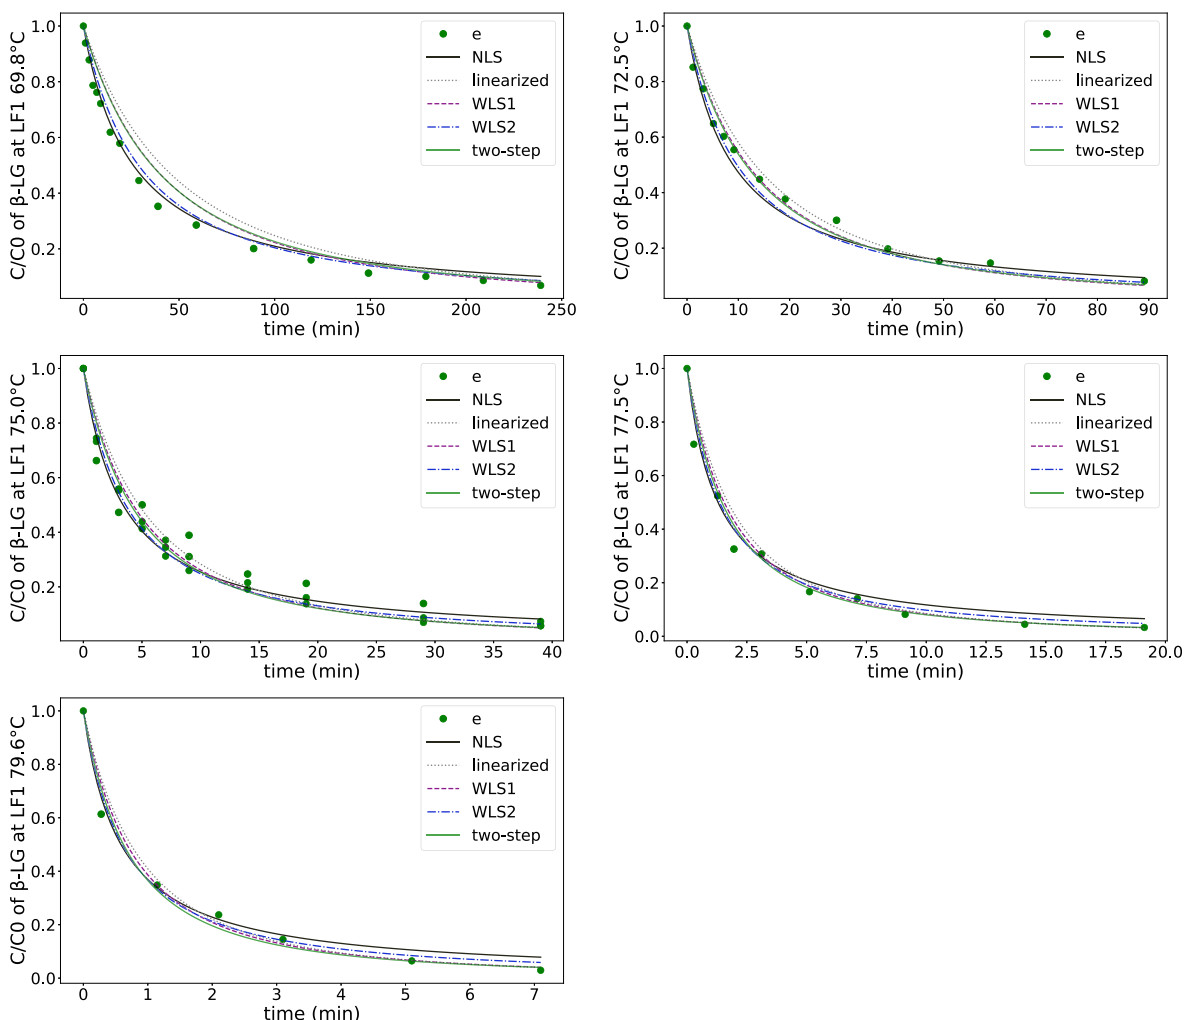 C/C0 of β-LG at LF1 69.8°C
1.0
0.8
0.6
0.4
0.2
0 50 100 150 200 250
time (min)
e
NLS
linearized
WLS1
WLS2
two-step
C/C0 of β-LG at LF1 72.5°C
1.0
0.8
0.6
0.4
0.2
0 10 20 30 40 50 60 70 80 90
time (min)
e
NLS
linearized
WLS1
WLS2
two-step
C/C0 of β-LG at LF1 75.0°C
1.0
0.8
0.6
0.4
0.2
0 5 10 15 20 25 30 35 40
time (min)
e
NLS
linearized
WLS1
WLS2
two-step
C/C0 of β-LG at LF1 77.5°C
1.0
0.8
0.6
0.4
0.2
0.0
0.0 2.5 5.0 7.5 10.0 12.5 15.0 17.5 20.0
time (min)
e
NLS
linearized
WLS1
WLS2
two-step
C/C0 of β-LG at LF1 79.6°C
1.0
0.8
0.6
0.4
0.2
0.0
0 1 2 3 4 5 6 7
time (min)
e
NLS
linearized
WLS1
WLS2
two-step